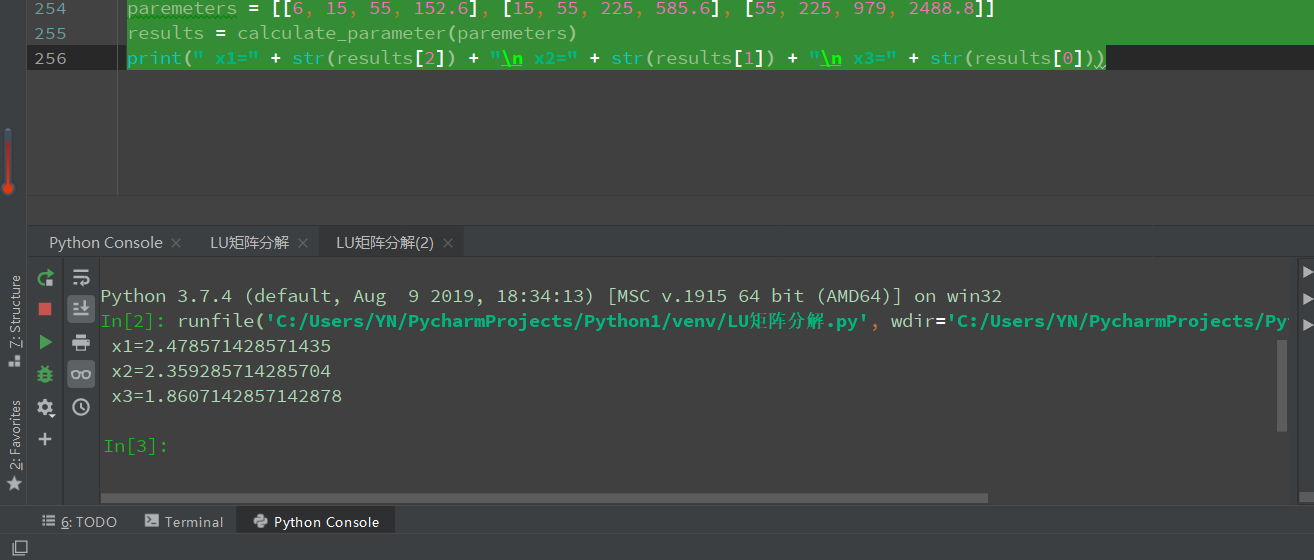 254 paremeters = [[6, 15, 55, 152.6], [15, 55, 225, 585.6], [55, 225, 979, 2488.8]]
255 results = calculate_parameter(paremeters)
256 print(" x1=" + str(results[2]) + "\n x2=" + str(results[1]) + "\n x3=" + str(results[0]))
Python Console LU矩阵分解 LU矩阵分解(2)
Python 3.7.4 (default, Aug  9 2019, 18:34:13) [MSC v.1915 64 bit (AMD64)] on win32
In[2]: runfile('C:/Users/YN/PycharmProjects/Python1/venv/LU矩阵分解.py', wdir='C:/Users/YN/PycharmProjects/Py
x1=2.478571428571435
x2=2.359285714285704
x3=1.8607142857142878
In[3]:
7: Structure
2: Favorites
6: TODO Terminal Python Console